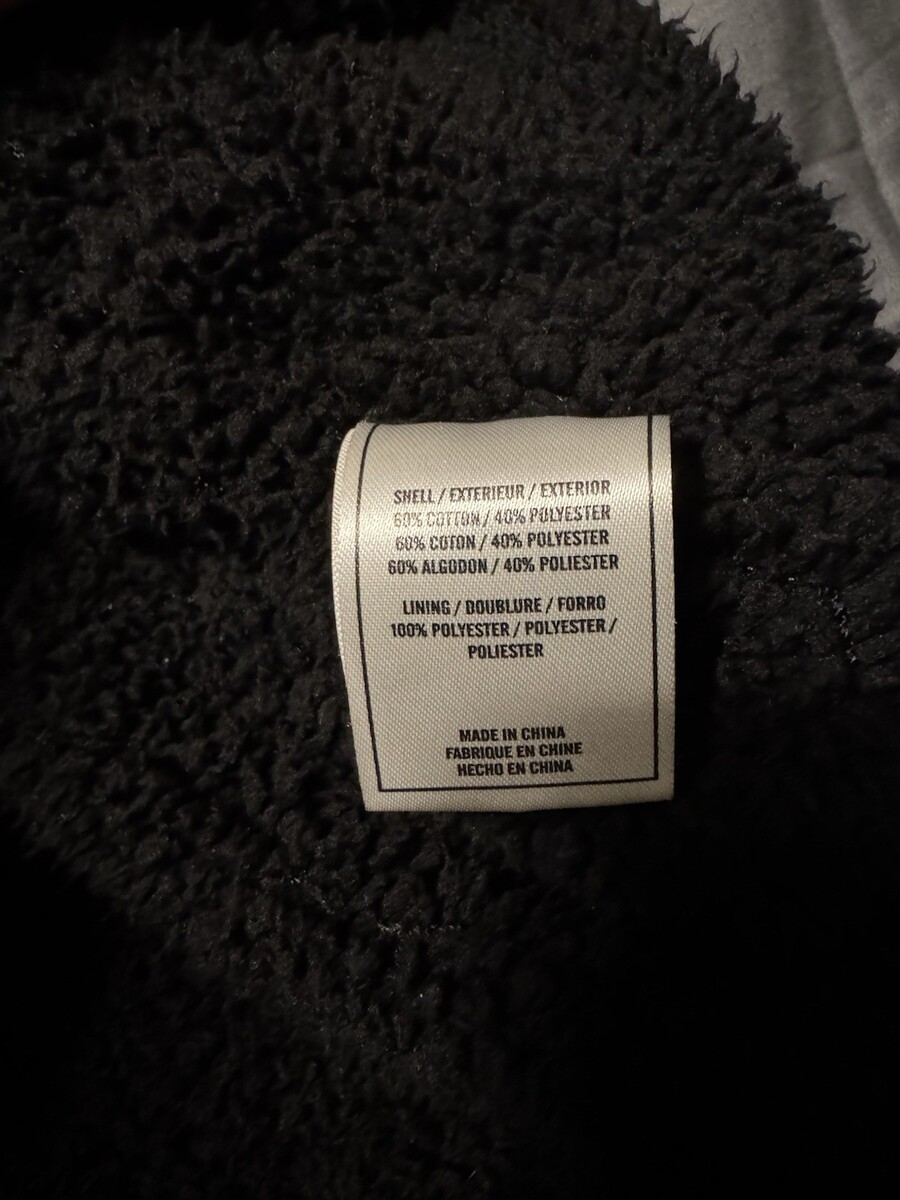 SHELL / EXTERIEUR / EXTERIOR
60% COTTON / 40% POLYESTER
60% COTON / 40% POLYESTER
60% ALGODON / 40% POLIESTER
LINING / DOUBLURE / FORRO
100% POLYESTER / POLYESTER /
POLIESTER
MADE IN CHINA
FABRIQUE EN CHINE
HECHO EN CHINA